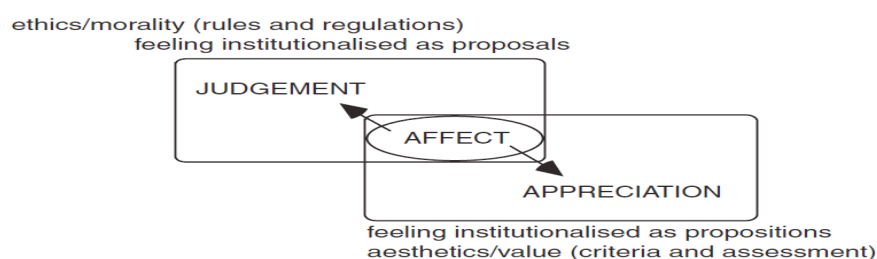 ethics/morality (rules and regulations)
feeling institutionalised as proposals
JUDGEMENT
AFFECT
APPRECIATION
feeling institutionalised as propositions
aesthetics/value (criteria and assessment)